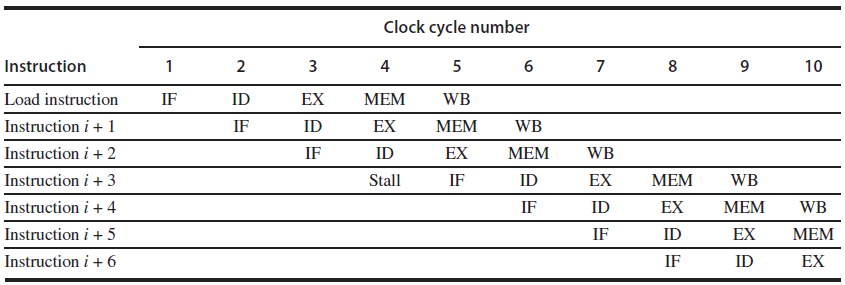 Clock cycle number
Instruction 1 2 3 4 5 6 7 8 9 10
Load instruction IF ID EX MEM WB
Instruction i + 1 IF ID EX MEM WB
Instruction i + 2 IF ID EX MEM WB
Instruction i + 3 Stall IF ID EX MEM WB
Instruction i + 4 IF ID EX MEM WB
Instruction i + 5 IF ID EX MEM
Instruction i + 6 IF ID EX